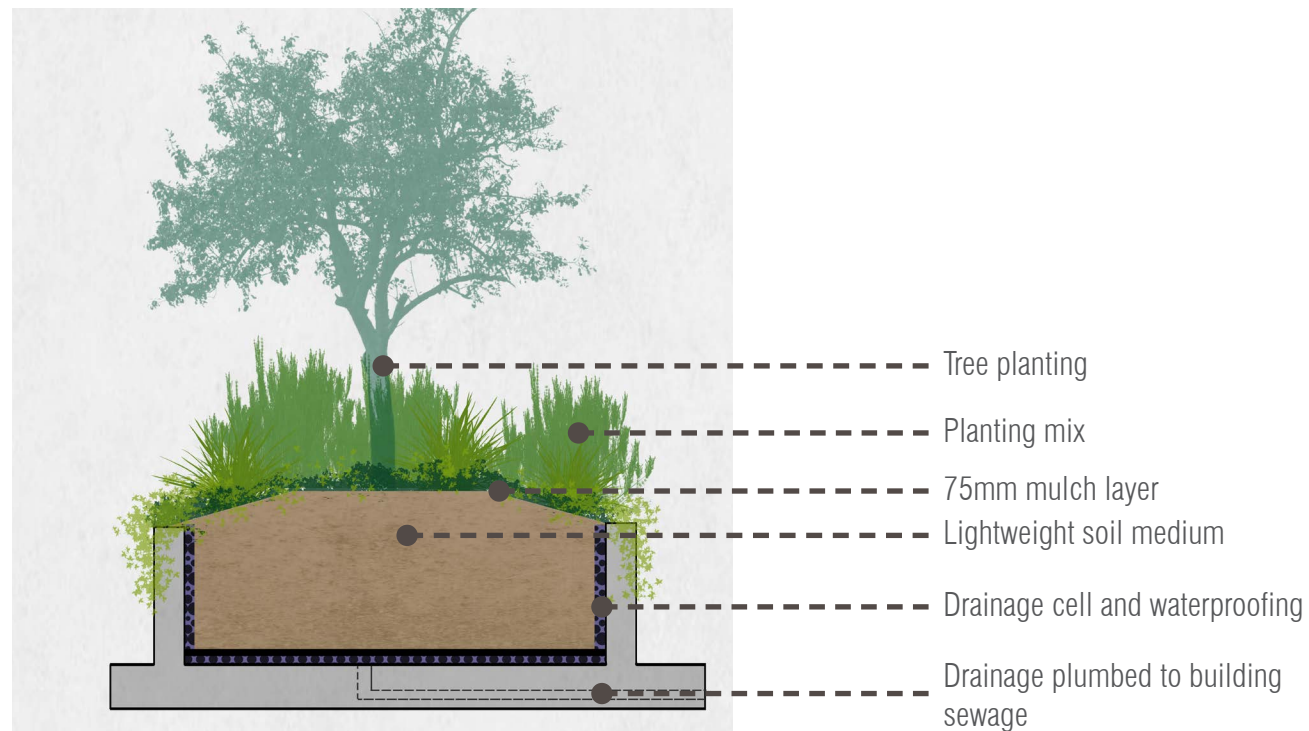 Tree planting
Planting mix
75mm mulch layer
Lightweight soil medium
Drainage cell and waterproofing
Drainage plumbed to building
sewage